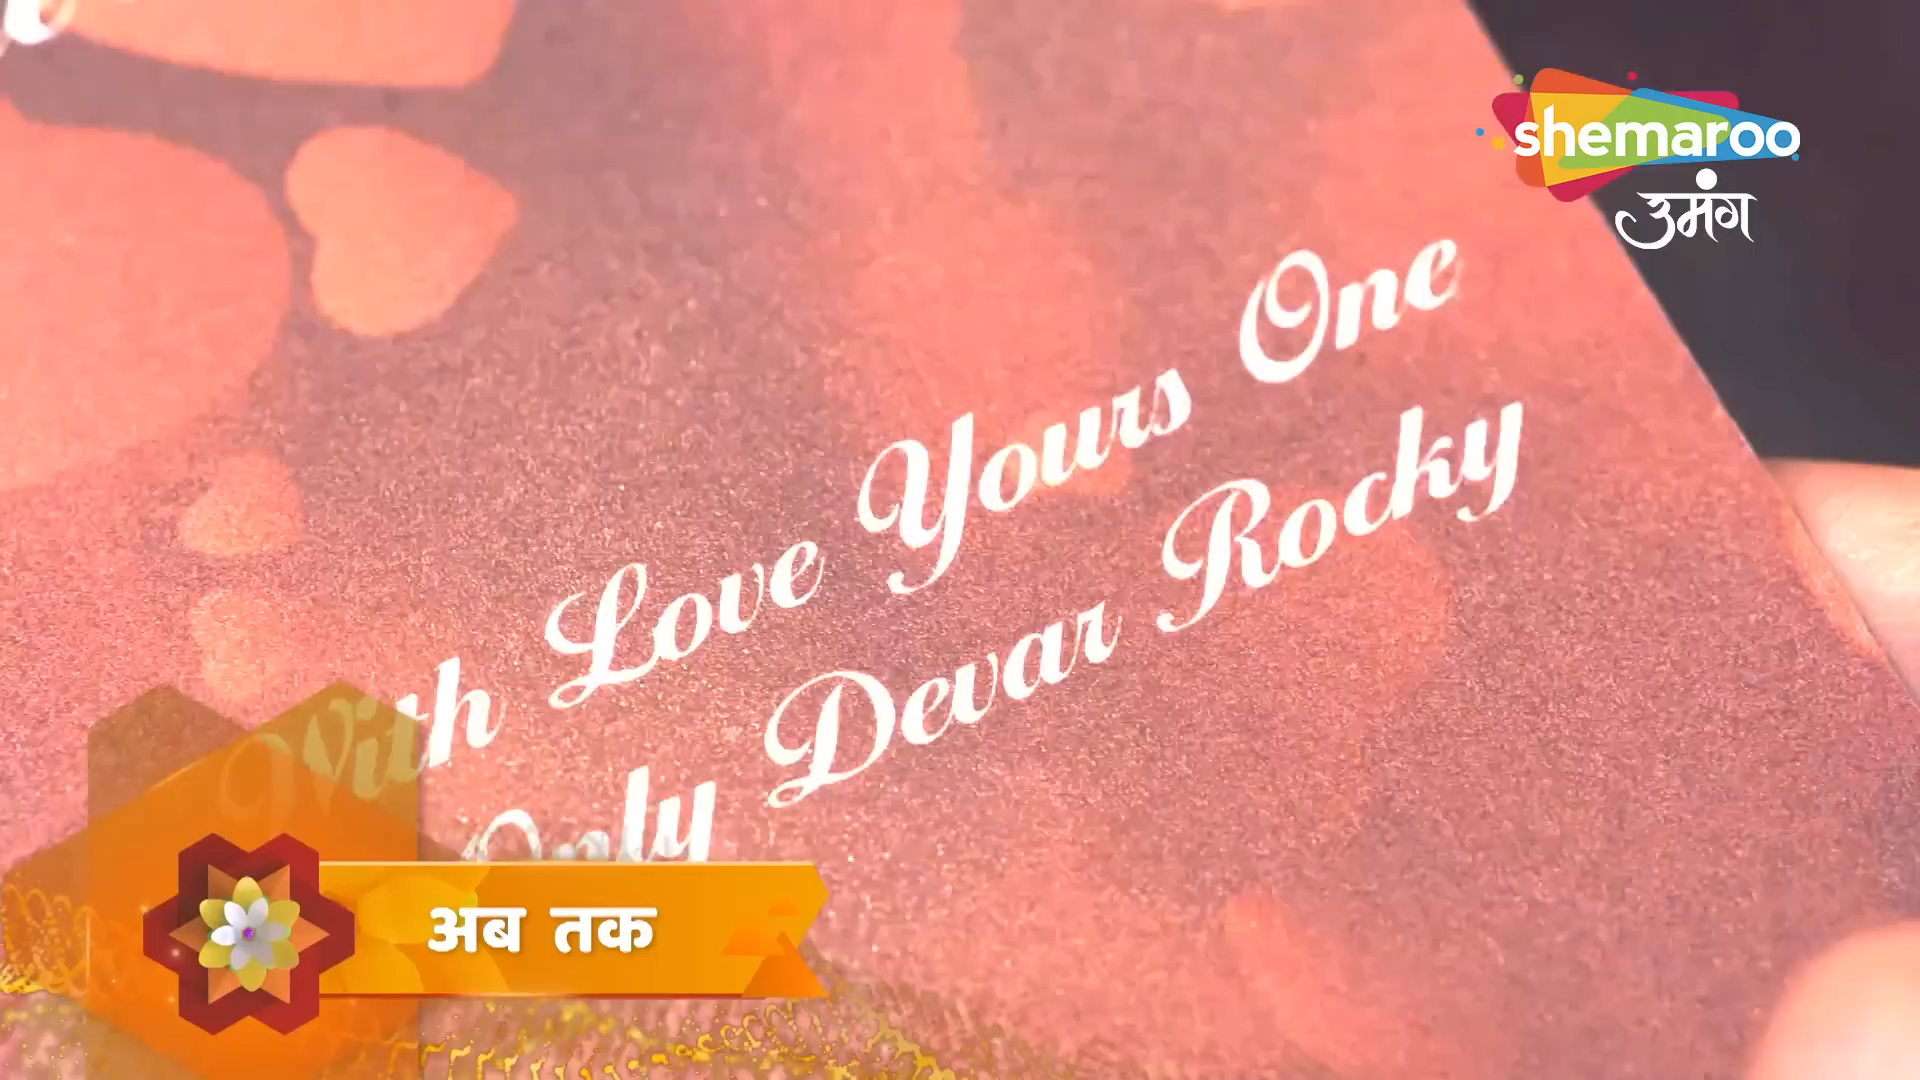 shemaroo
उमंग
With Love Yours One
Only Devar Rocky
अब तक